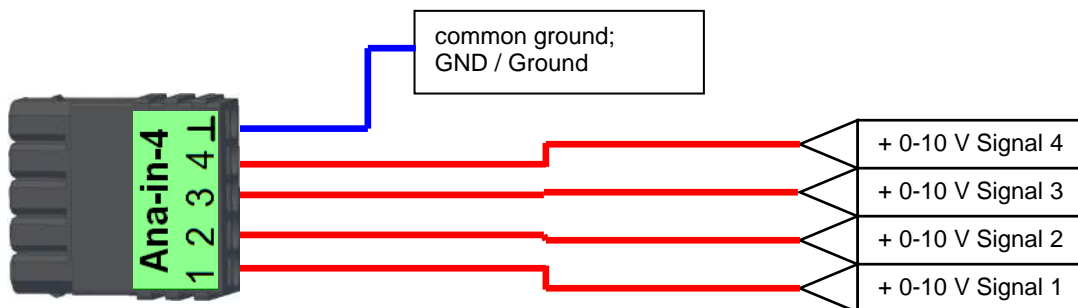 common ground;
GND / Ground
Ana-in-4
1 2 3 4 ⊥
+ 0-10 V Signal 4
+ 0-10 V Signal 3
+ 0-10 V Signal 2
+ 0-10 V Signal 1